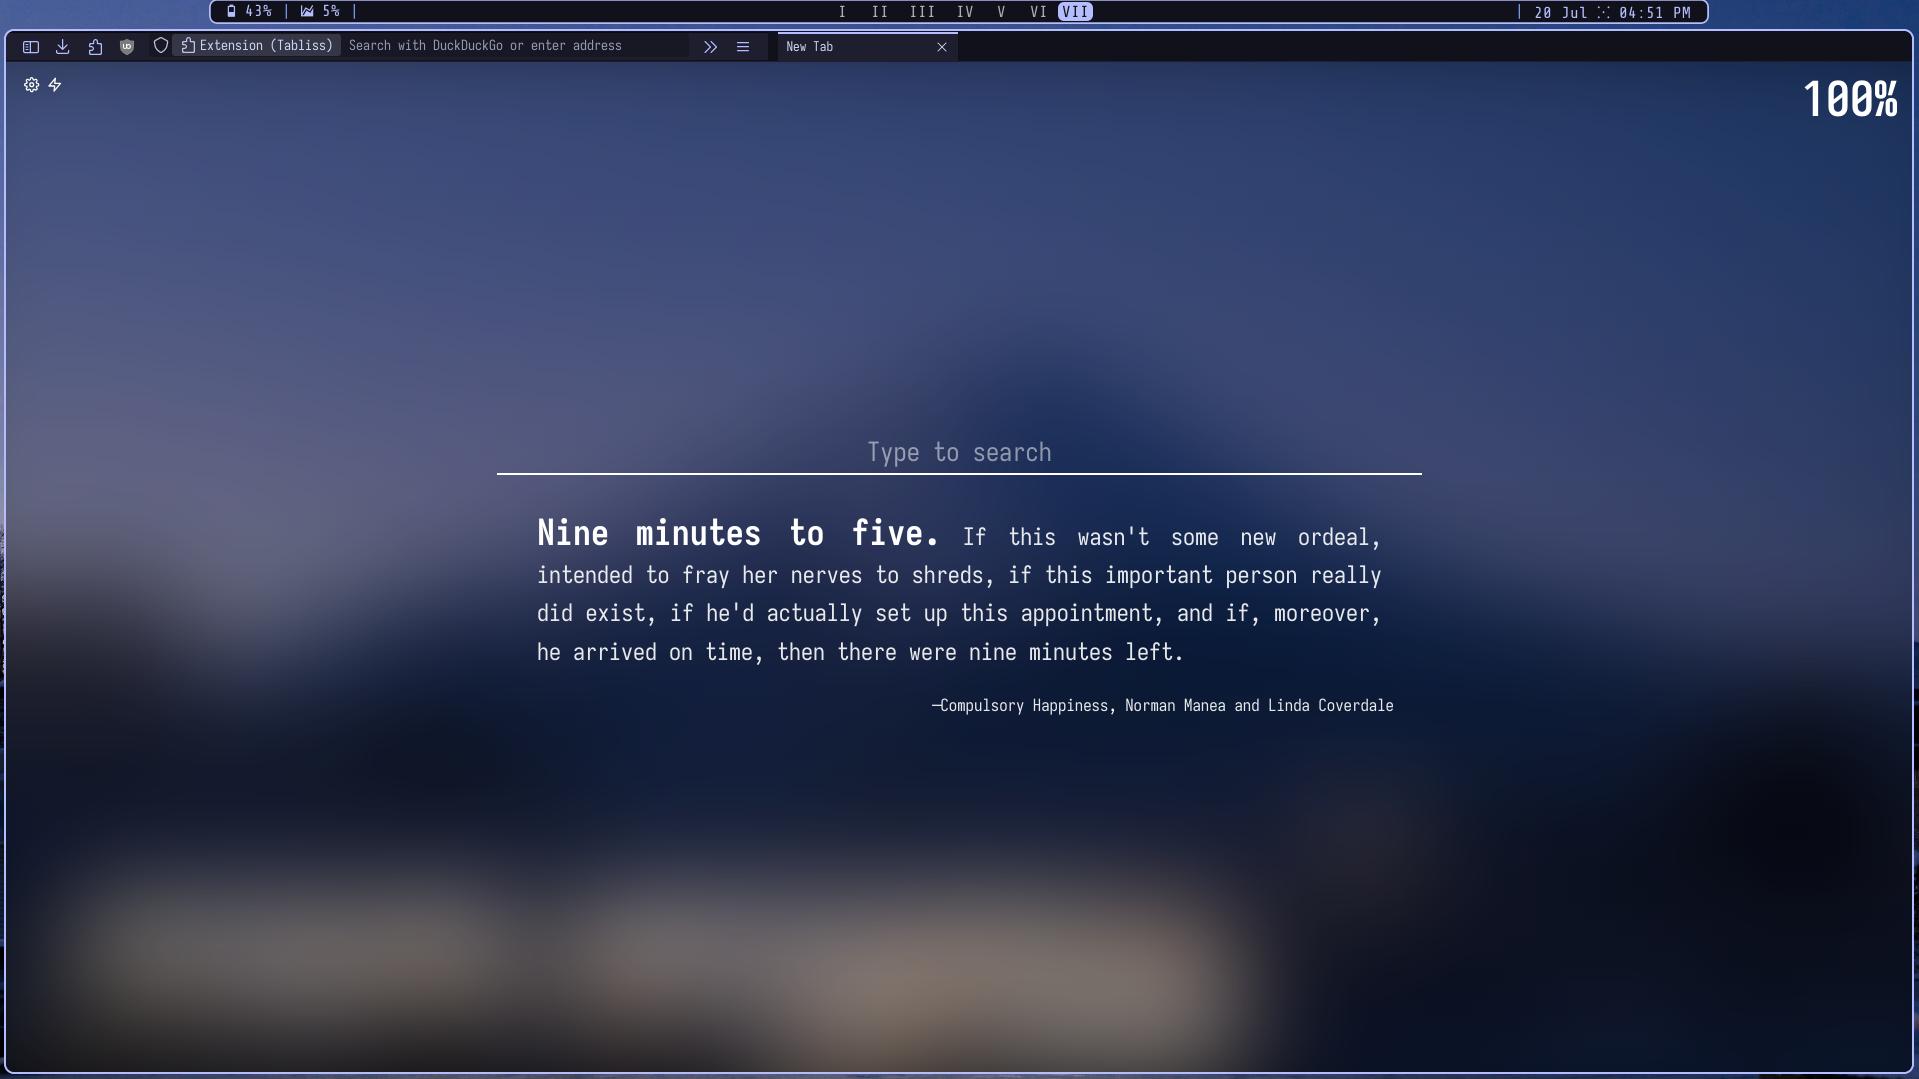 43% | 5% |
I II III IV V VI VII
| 20 Jul 04:51 PM
Extension (Tabliss) Search with DuckDuckGo or enter address
New Tab
100%
Type to search
Nine minutes to five. If this wasn't some new ordeal,
intended to fray her nerves to shreds, if this important person really
did exist, if he'd actually set up this appointment, and if, moreover,
he arrived on time, then there were nine minutes left.
—Compulsory Happiness, Norman Manea and Linda Coverdale